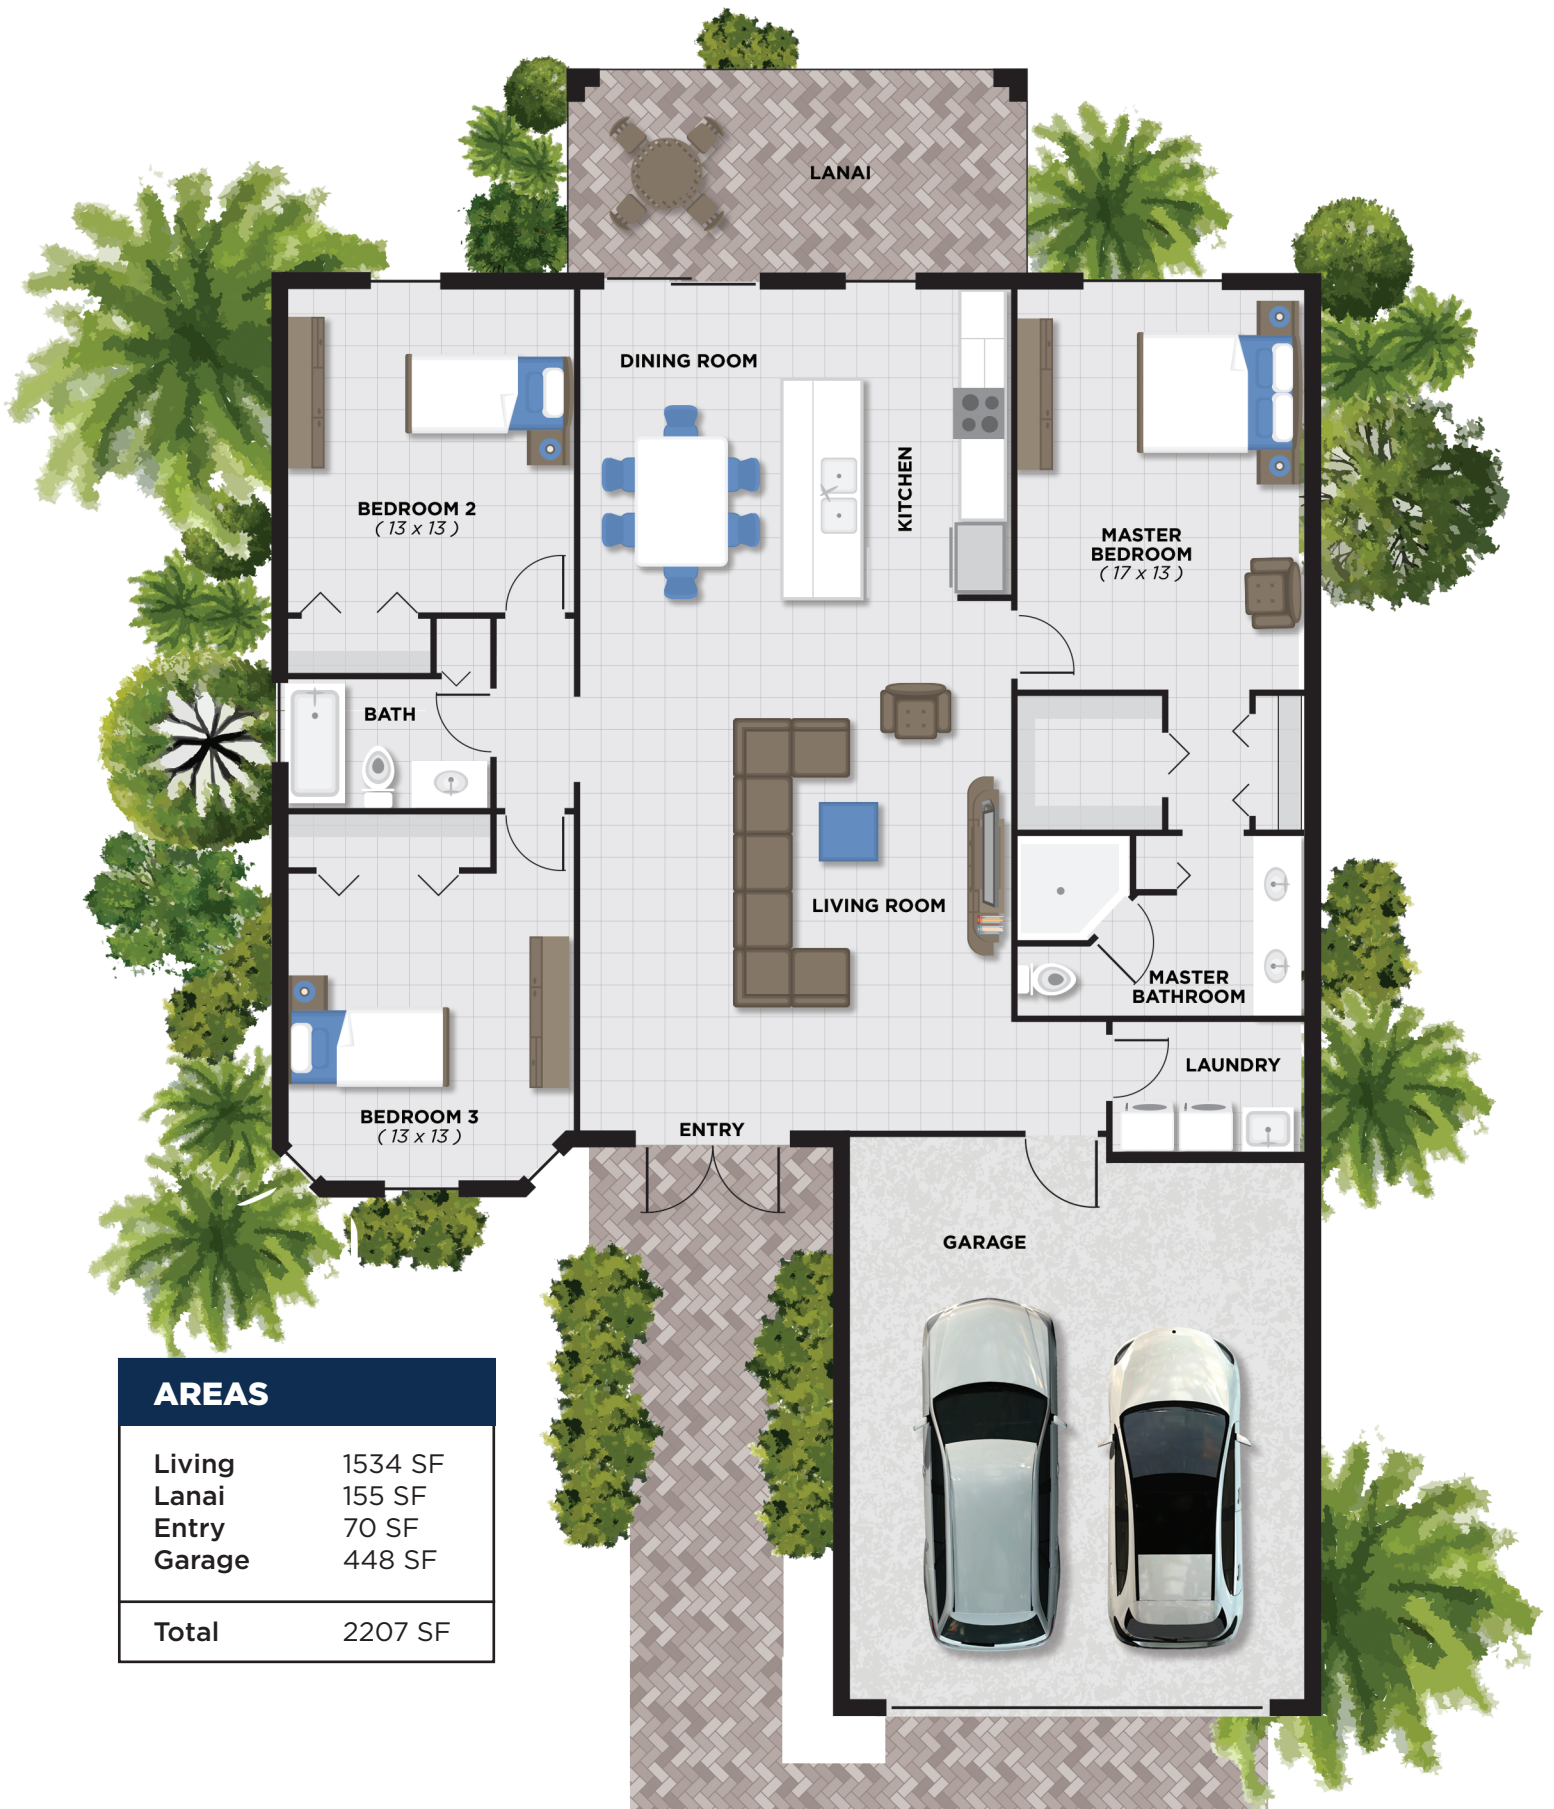 LANAI
DINING ROOM
KITCHEN
BEDROOM 2
( 13 x 13 )
MASTER
BEDROOM
( 17 x 13 )
BATH
LIVING ROOM
MASTER
BATHROOM
LAUNDRY
BEDROOM 3
( 13 x 13 )
ENTRY
GARAGE
AREAS
Living 1534 SF
Lanai 155 SF
Entry 70 SF
Garage 448 SF
Total 2207 SF